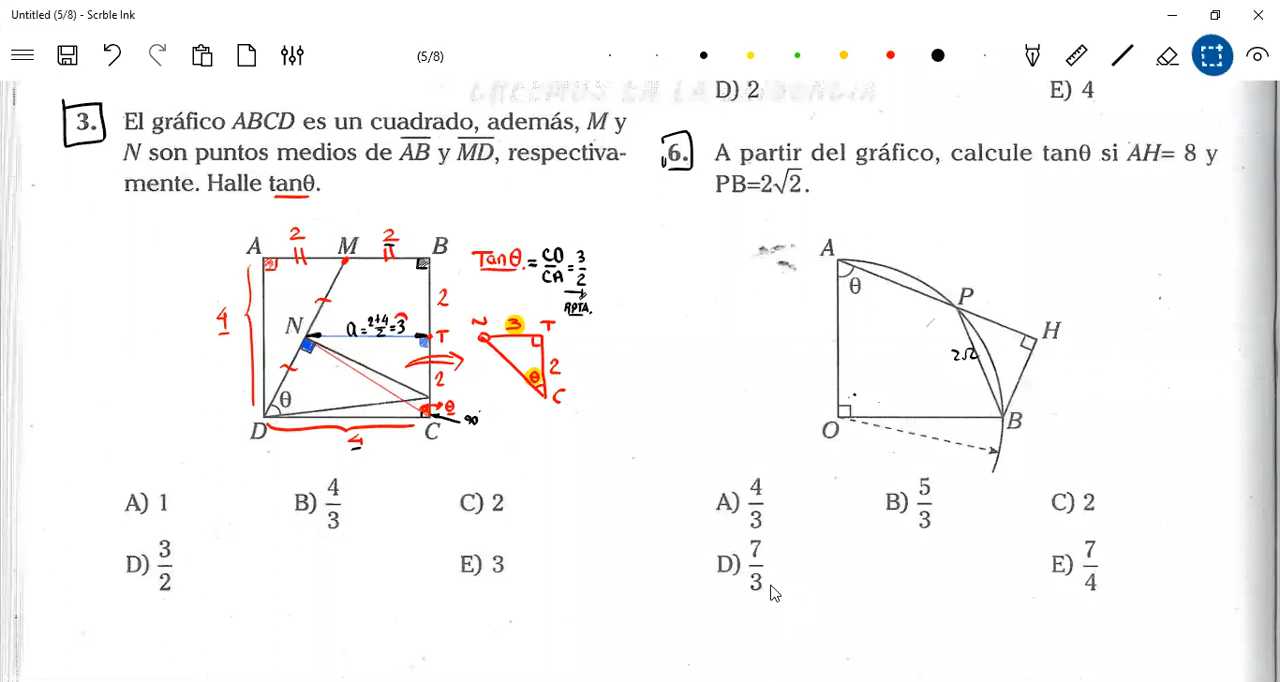 Untitled (5/8) - Scrble Ink
(5/8)
D) 2
E) 4
3.
El gráfico ABCD es un cuadrado, además, M y
N son puntos medios de AB y MD, respectiva-
mente. Halle tanθ.
A
2
M
2
B
4
2
N
a = 2+4/2 = 3
T
2
θ
θ
90°
D
4
C
Tanθ = CO/CA = 3/2
RPTA.
N
3
T
2
θ
C
A) 1
B) 4/3
C) 2
D) 3/2
E) 3
6.
A partir del gráfico, calcule tanθ si AH= 8 y
PB=2√2.
A
θ
P
H
2√2
O
B
A) 4/3
B) 5/3
C) 2
D) 7/3
E) 7/4